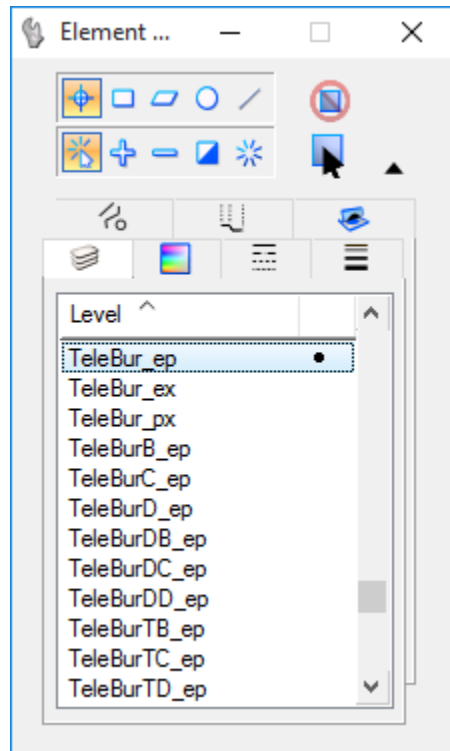 Element ...
Level
TeleBur_ep
TeleBur_ex
TeleBur_px
TeleBurB_ep
TeleBurC_ep
TeleBurD_ep
TeleBurDB_ep
TeleBurDC_ep
TeleBurDD_ep
TeleBurTB_ep
TeleBurTC_ep
TeleBurTD_ep